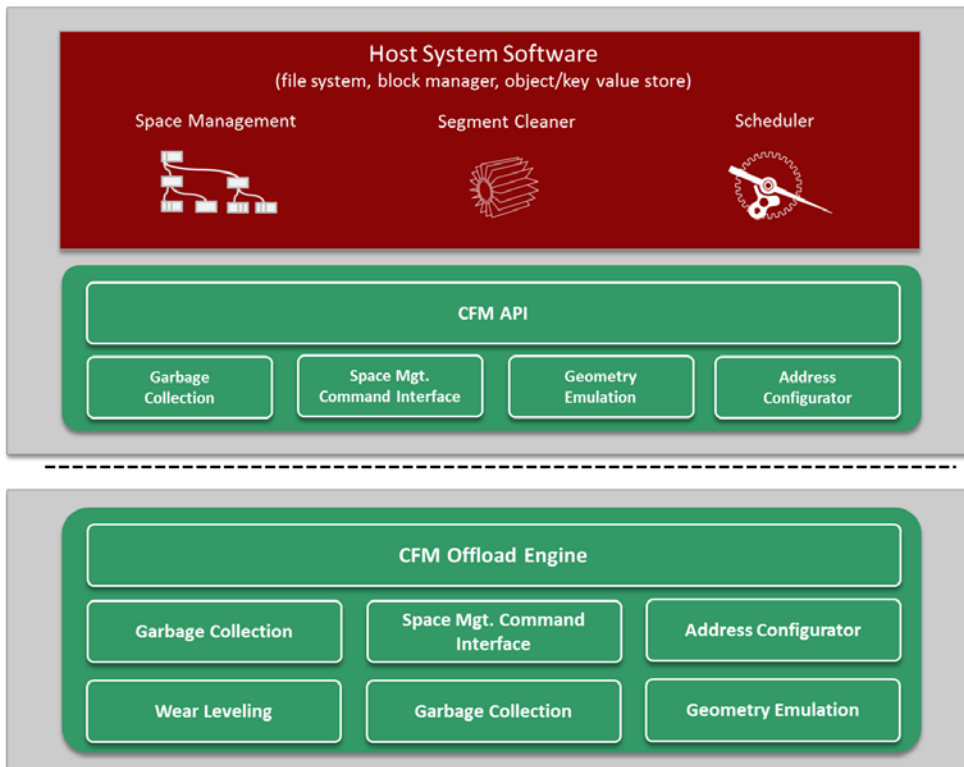 Host System Software
(file system, block manager, object/key value store)
Space Management
Segment Cleaner
Scheduler
CFM API
Garbage
Collection
Space Mgt.
Command Interface
Geometry
Emulation
Address
Configurator
CFM Offload Engine
Garbage Collection
Space Mgt. Command
Interface
Address Configurator
Wear Leveling
Garbage Collection
Geometry Emulation